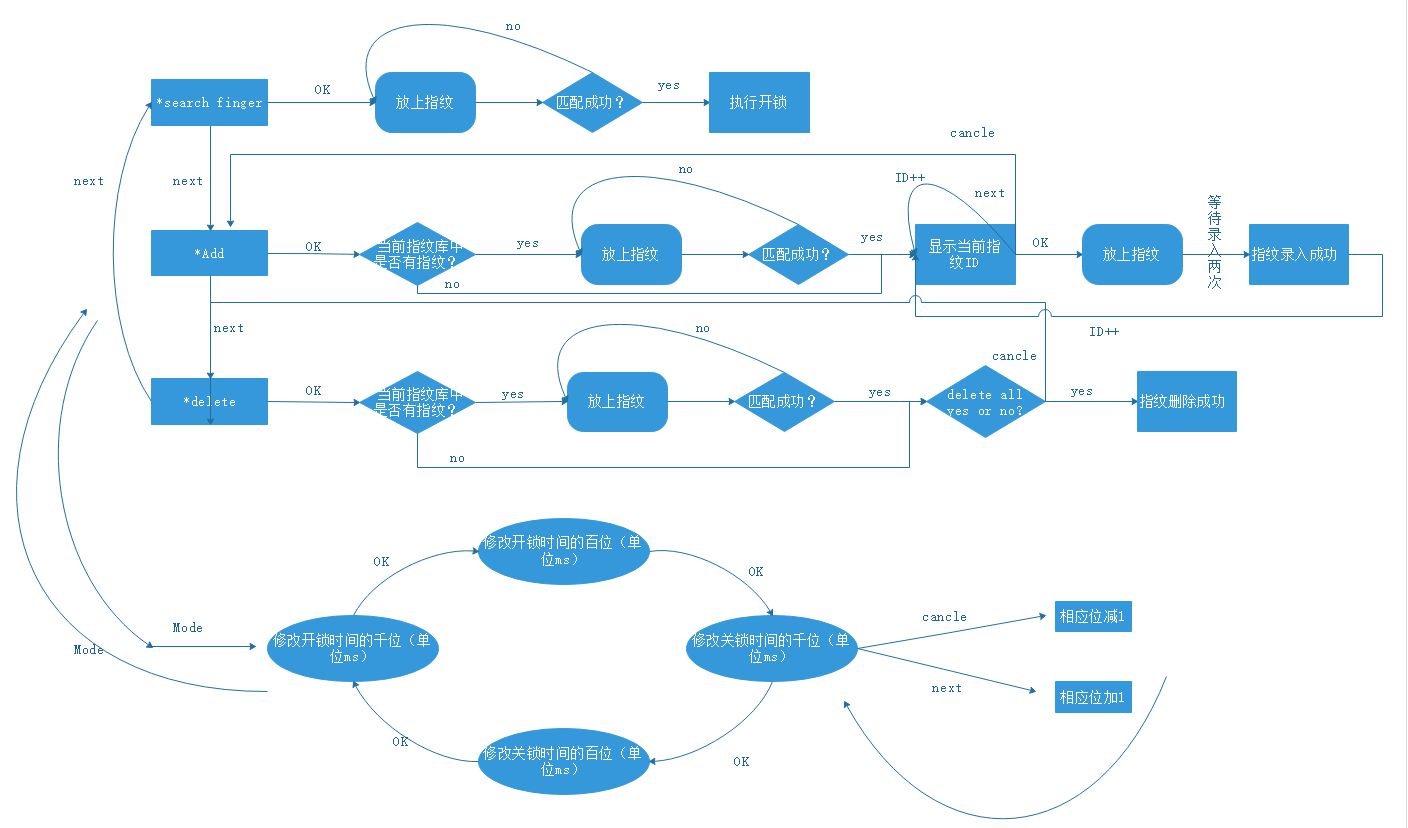 no
*search finger
OK
放上指纹
匹配成功？
yes
执行开锁
cancle
next
next
no
ID++
next
等待录入两次
*Add
OK
当前指纹库中
是否有指纹？
yes
放上指纹
匹配成功？
yes
显示当前指
纹ID
OK
放上指纹
指纹录入成功
no
next
no
ID++
cancle
*delete
OK
当前指纹库中
是否有指纹？
yes
放上指纹
匹配成功？
yes
delete all
yes or no?
yes
指纹删除成功
no
修改开锁时间的百位（单
位ms）
OK
OK
Mode
Mode
修改开锁时间的千位（单
位ms）
修改关锁时间的千位（单
位ms）
cancle
相应位减1
next
相应位加1
OK
修改关锁时间的百位（单
位ms）
OK